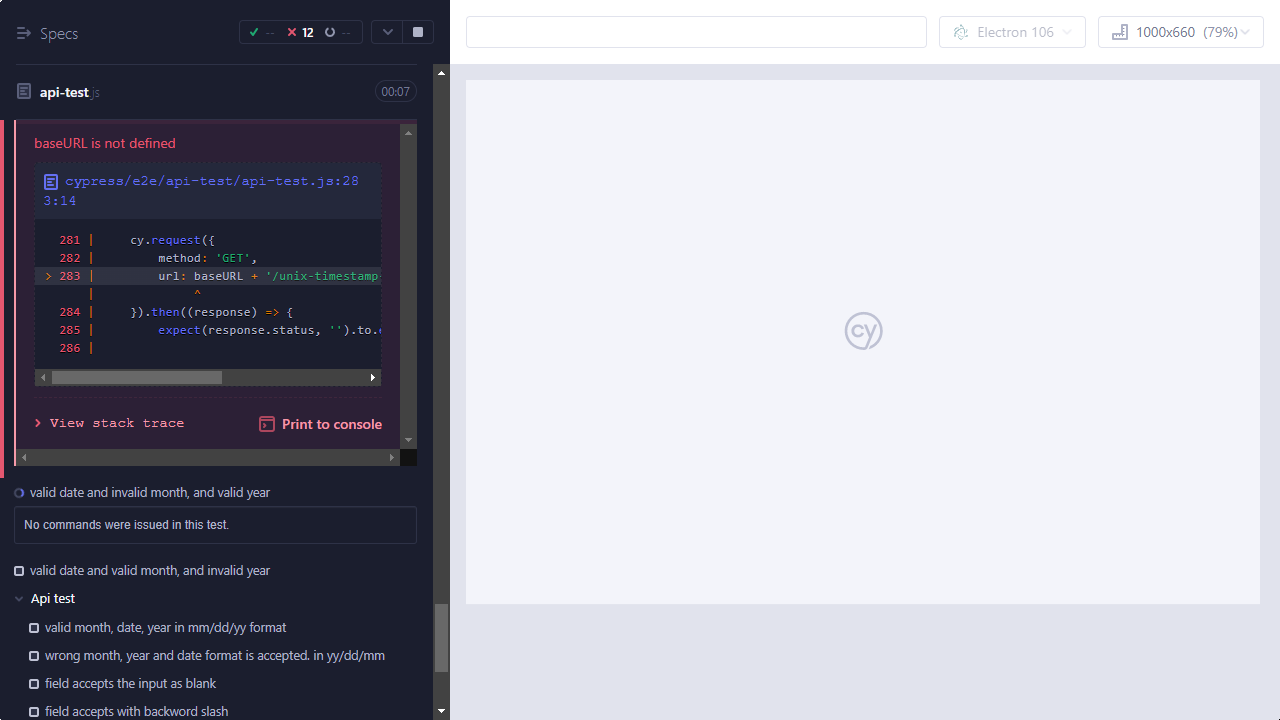 Specs
-- 12 --
Electron 106
1000x660 (79%)
api-test.js
00:07
baseURL is not defined
cypress/e2e/api-test/api-test.js:28
3:14
281 | cy.request({
282 | method: 'GET',
> 283 | url: baseURL + '/unix-timestamp-
| ^
284 | }).then((response) => {
285 | expect(response.status, '').to.
286 |
View stack trace
Print to console
valid date and invalid month, and valid year
No commands were issued in this test.
valid date and valid month, and invalid year
Api test
valid month, date, year in mm/dd/yy format
wrong month, year and date format is accepted. in yy/dd/mm
field accepts the input as blank
field accepts with backword slash
cy